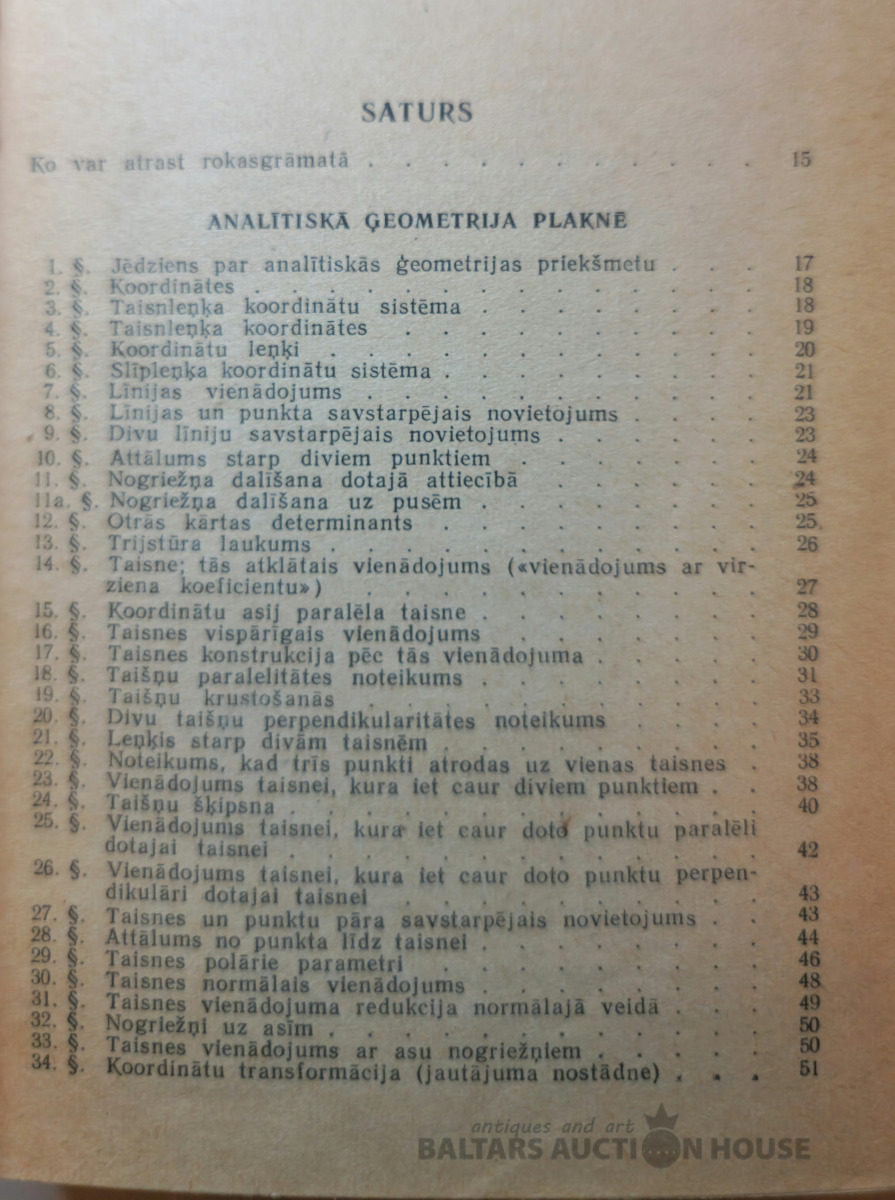 SATURS
Ko var atrast rokasgrāmatā . . . . . . . . . . . 15
ANALĪTISKĀ ĢEOMETRIJA PLAKNĒ
1. §. Jēdziens par analītiskās ģeometrijas priekšmetu . . . 17
2. §. Koordinātes . . . . . . . . . . . . . 18
3. §. Taisnleņķa koordinātu sistēma . . . . . . . 18
4. §. Taisnleņķa koordinātes . . . . . . . . . 19
5. §. Koordinātu leņķi . . . . . . . . . . . 20
6. §. Slīpleņķa koordinātu sistēma . . . . . . . . 21
7. §. Līnijas vienādojums . . . . . . . . . . 21
8. §. Līnijas un punkta savstarpējais novietojums . . . . 23
9. §. Divu līniju savstarpējais novietojums . . . . . 23
10. §. Attālums starp diviem punktiem . . . . . . 24
11. §. Nogriežņa dalīšana dotajā attiecībā . . . . . 24
11a. §. Nogriežņa dalīšana uz pusēm . . . . . . . 25
12. §. Otrās kārtas determinants . . . . . . . . 25
13. §. Trijstūra laukums . . . . . . . . . . . 26
14. §. Taisne; tās atklātais vienādojums («vienādojums ar vir-
ziena koeficientu») . . . . . . . . . . 27
15. §. Koordinātu asij paralēla taisne . . . . . . . 28
16. §. Taisnes vispārīgais vienādojums . . . . . . 29
17. §. Taisnes konstrukcija pēc tās vienādojuma . . . . 30
18. §. Taišņu paralelitātes noteikums . . . . . . . 31
19. §. Taišņu krustošanās . . . . . . . . . . 33
20. §. Divu taišņu perpendikularitātes noteikums . . . . 34
21. §. Leņķis starp divām taisnēm . . . . . . . . 35
22. §. Noteikums, kad trīs punkti atrodas uz vienas taisnes . 38
23. §. Vienādojums taisnei, kura iet caur diviem punktiem . . 38
24. §. Taišņu šķipsna . . . . . . . . . . . . 40
25. §. Vienādojums taisnei, kura iet caur doto punktu paralēli
dotajai taisnei . . . . . . . . . . . . 42
26. §. Vienādojums taisnei, kura iet caur doto punktu perpen-
dikulāri dotajai taisnei . . . . . . . . . 43
27. §. Taisnes un punktu pāra savstarpējais novietojums . . 43
28. §. Attālums no punkta līdz taisnei . . . . . . . 44
29. §. Taisnes polārie parametri . . . . . . . . 46
30. §. Taisnes normālais vienādojums . . . . . . . 48
31. §. Taisnes vienādojuma redukcija normālajā veidā . . . 49
32. §. Nogriežņi uz asīm . . . . . . . . . . . 50
33. §. Taisnes vienādojums ar asu nogriežņiem . . . . . 50
34. §. Koordinātu transformācija (jautājuma nostādne) . . . 51
antiques and art
BALTARS AUCTION HOUSE